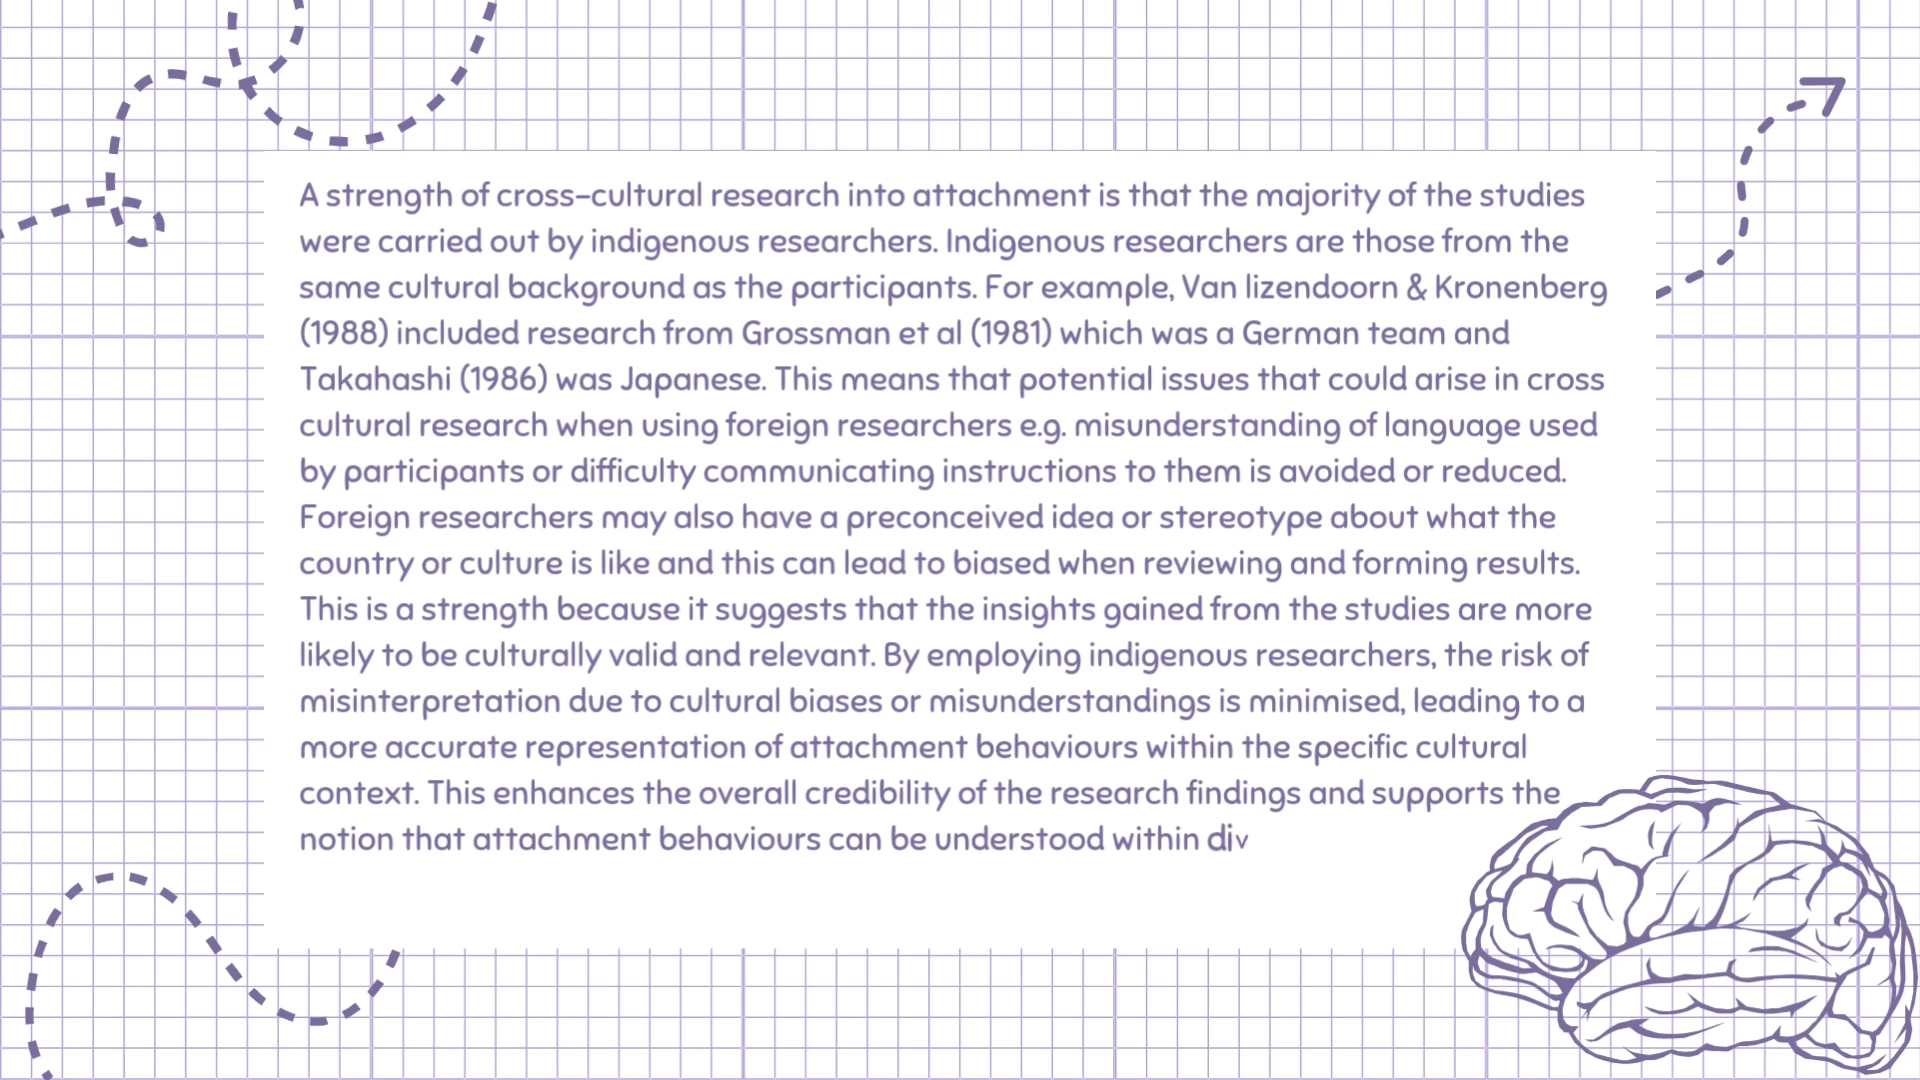 A strength of cross-cultural research into attachment is that the majority of the studies
were carried out by indigenous researchers. Indigenous researchers are those from the
same cultural background as the participants. For example, Van lizendoorn & Kronenberg
(1988) included research from Grossman et al (1981) which was a German team and
Takahashi (1986) was Japanese. This means that potential issues that could arise in cross
cultural research when using foreign researchers e.g. misunderstanding of language used
by participants or difficulty communicating instructions to them is avoided or reduced.
Foreign researchers may also have a preconceived idea or stereotype about what the
country or culture is like and this can lead to biased when reviewing and forming results.
This is a strength because it suggests that the insights gained from the studies are more
likely to be culturally valid and relevant. By employing indigenous researchers, the risk of
misinterpretation due to cultural biases or misunderstandings is minimised, leading to a
more accurate representation of attachment behaviours within the specific cultural
context. This enhances the overall credibility of the research findings and supports the
notion that attachment behaviours can be understood within div